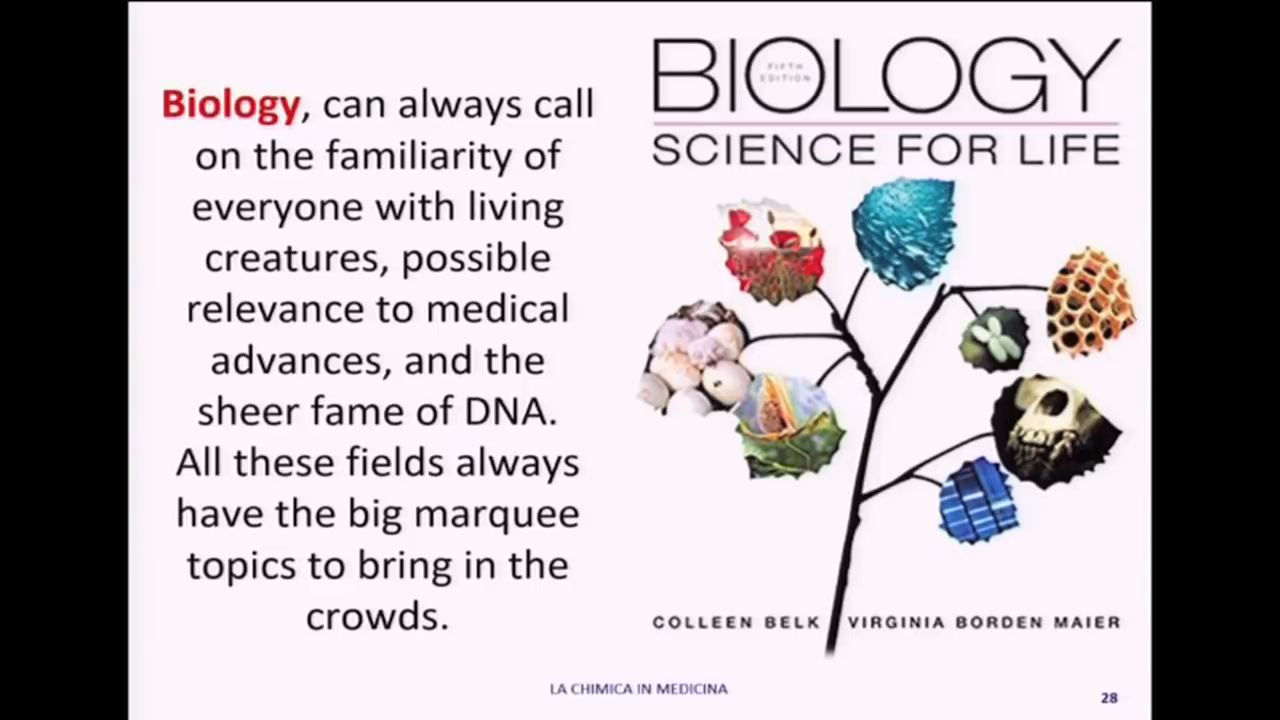 Biology, can always call
on the familiarity of
everyone with living
creatures, possible
relevance to medical
advances, and the
sheer fame of DNA.
All these fields always
have the big marquee
topics to bring in the
crowds.
BIOLOGY
FIFTH
EDITION
SCIENCE FOR LIFE
COLLEEN BELK VIRGINIA BORDEN MAIER
LA CHIMICA IN MEDICINA
28